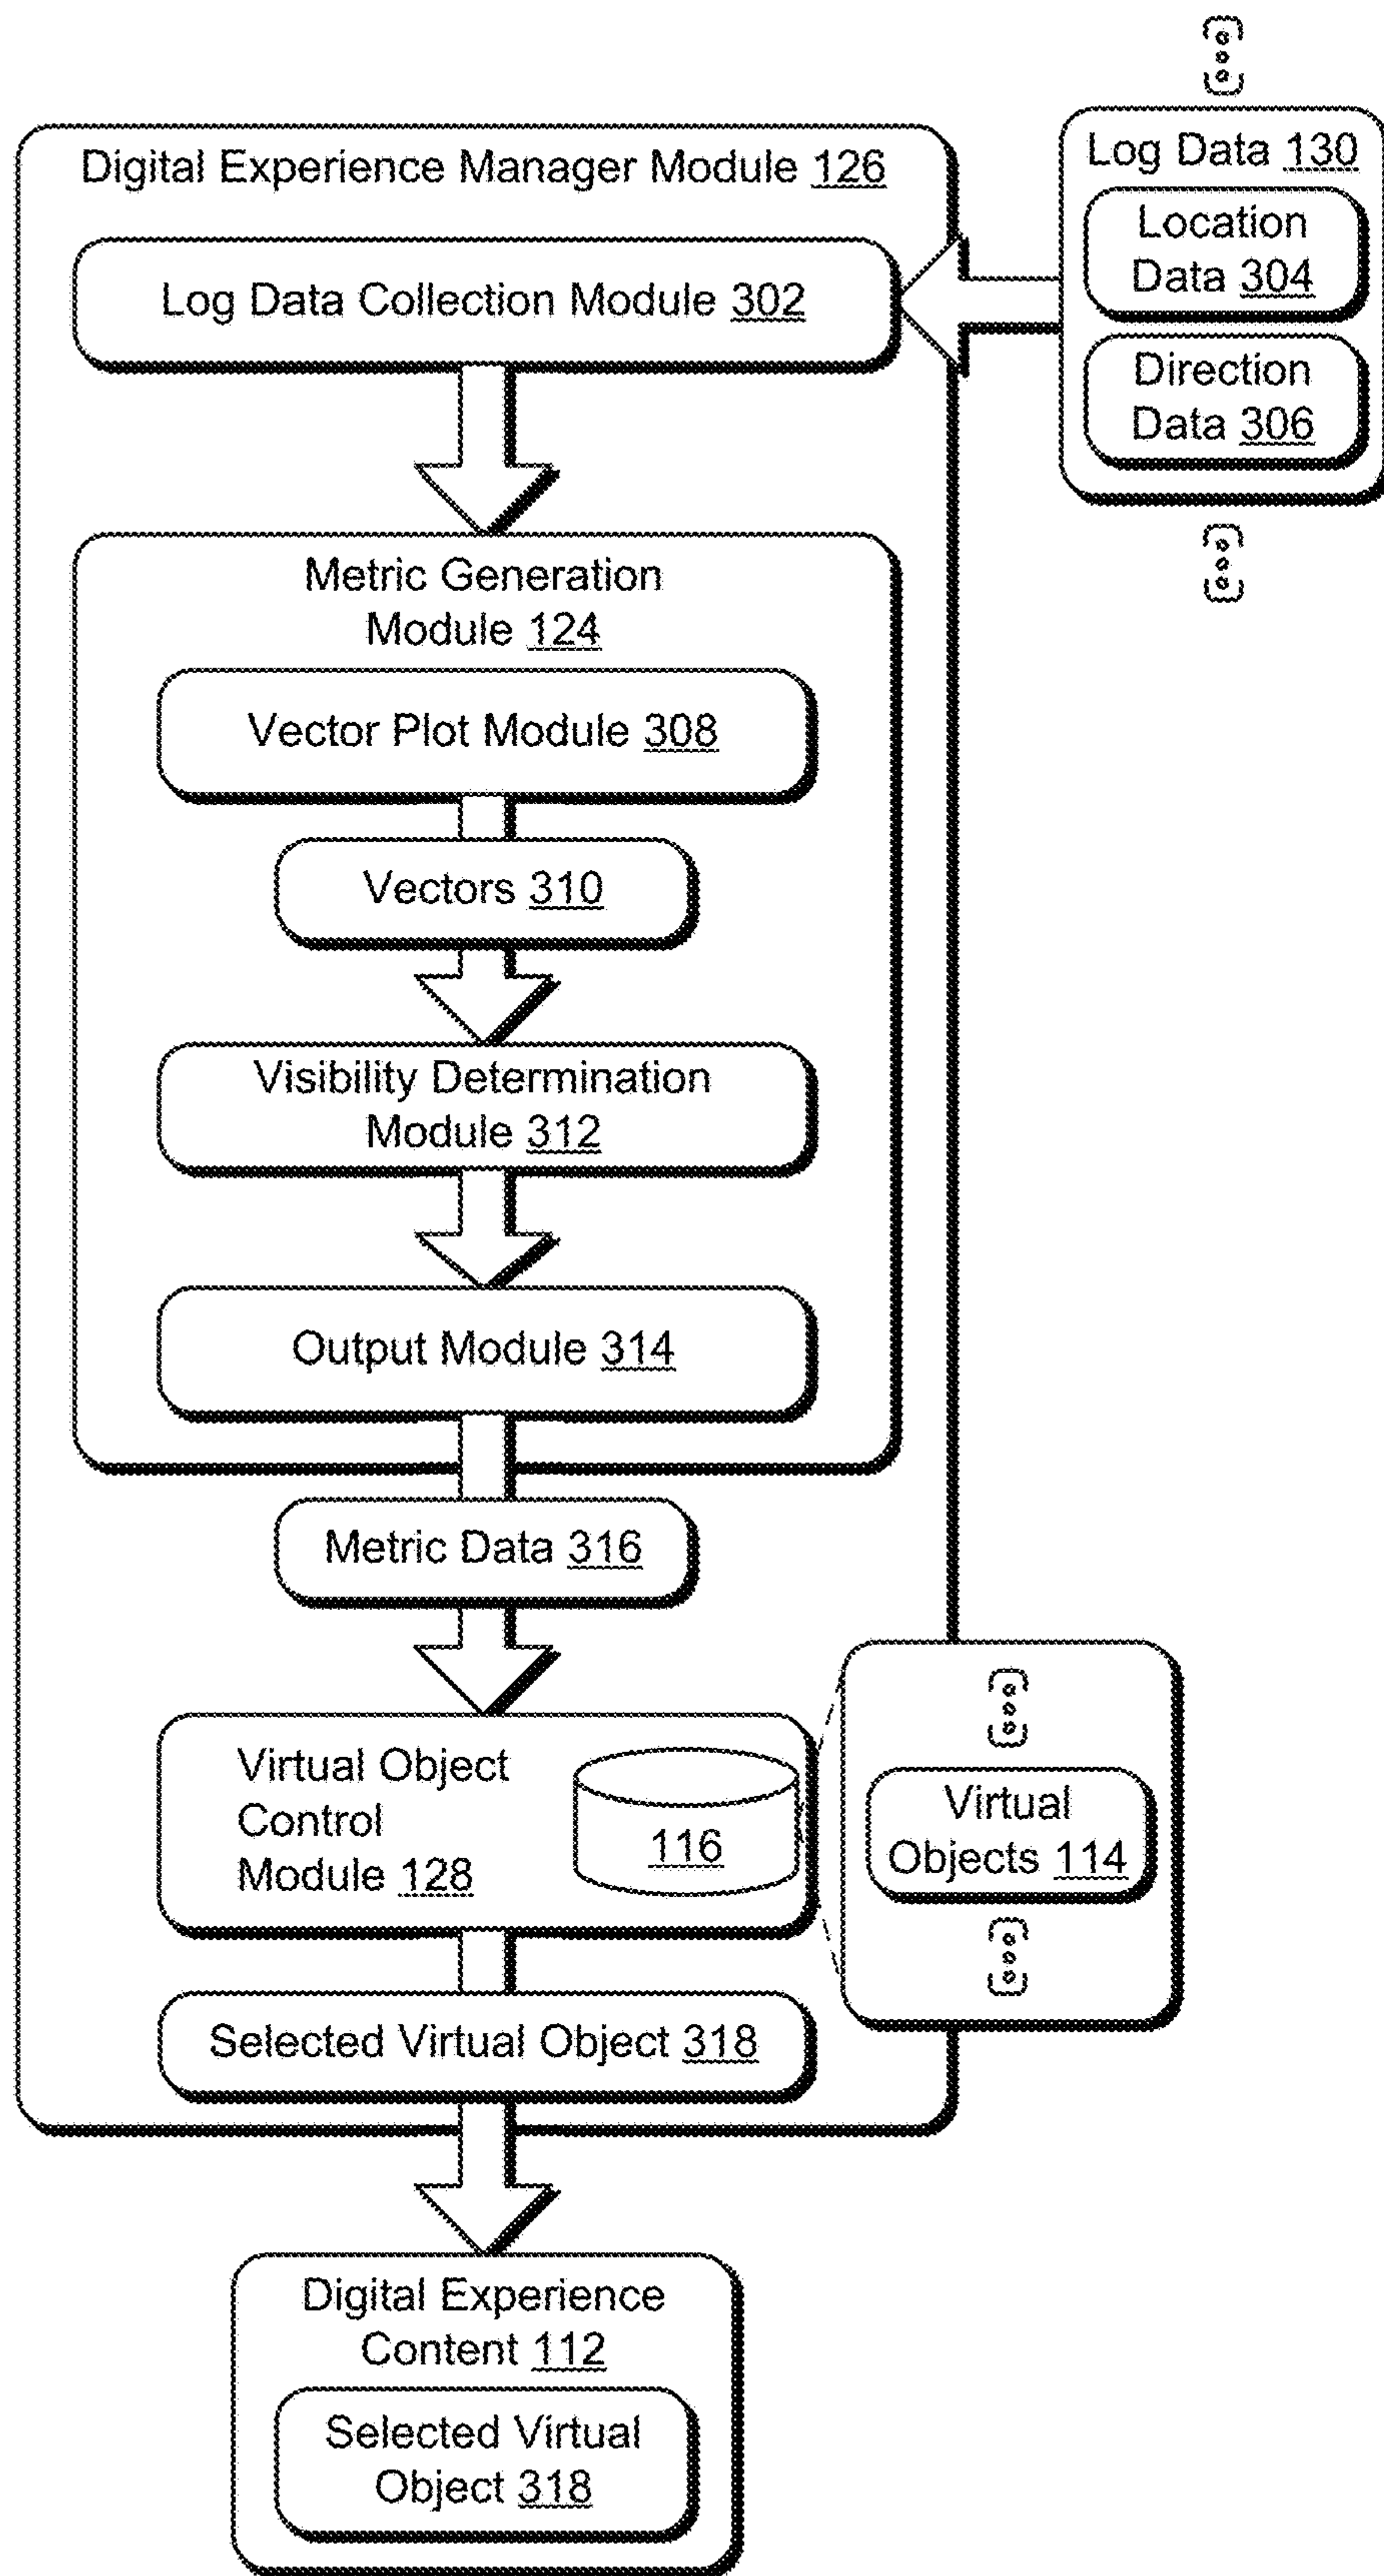 Digital Experience Manager Module 126
Log Data 130
Location
Data 304
Direction
Data 306
Log Data Collection Module 302
Metric Generation
Module 124
Vector Plot Module 308
Vectors 310
Visibility Determination
Module 312
Output Module 314
Metric Data 316
Virtual Object
Control
Module 128
116
Virtual
Objects 114
Selected Virtual Object 318
Digital Experience
Content 112
Selected Virtual
Object 318